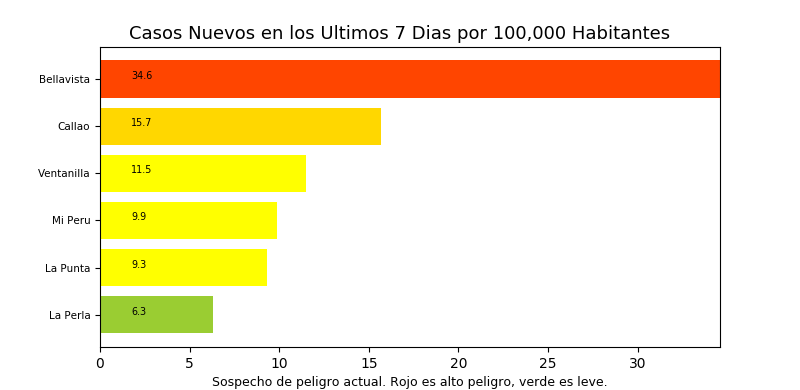 Casos Nuevos en los Ultimos 7 Dias por 100,000 Habitantes
Bellavista 34.6
Callao 15.7
Ventanilla 11.5
Mi Peru 9.9
La Punta 9.3
La Perla 6.3
0 5 10 15 20 25 30
Sospecho de peligro actual. Rojo es alto peligro, verde es leve.